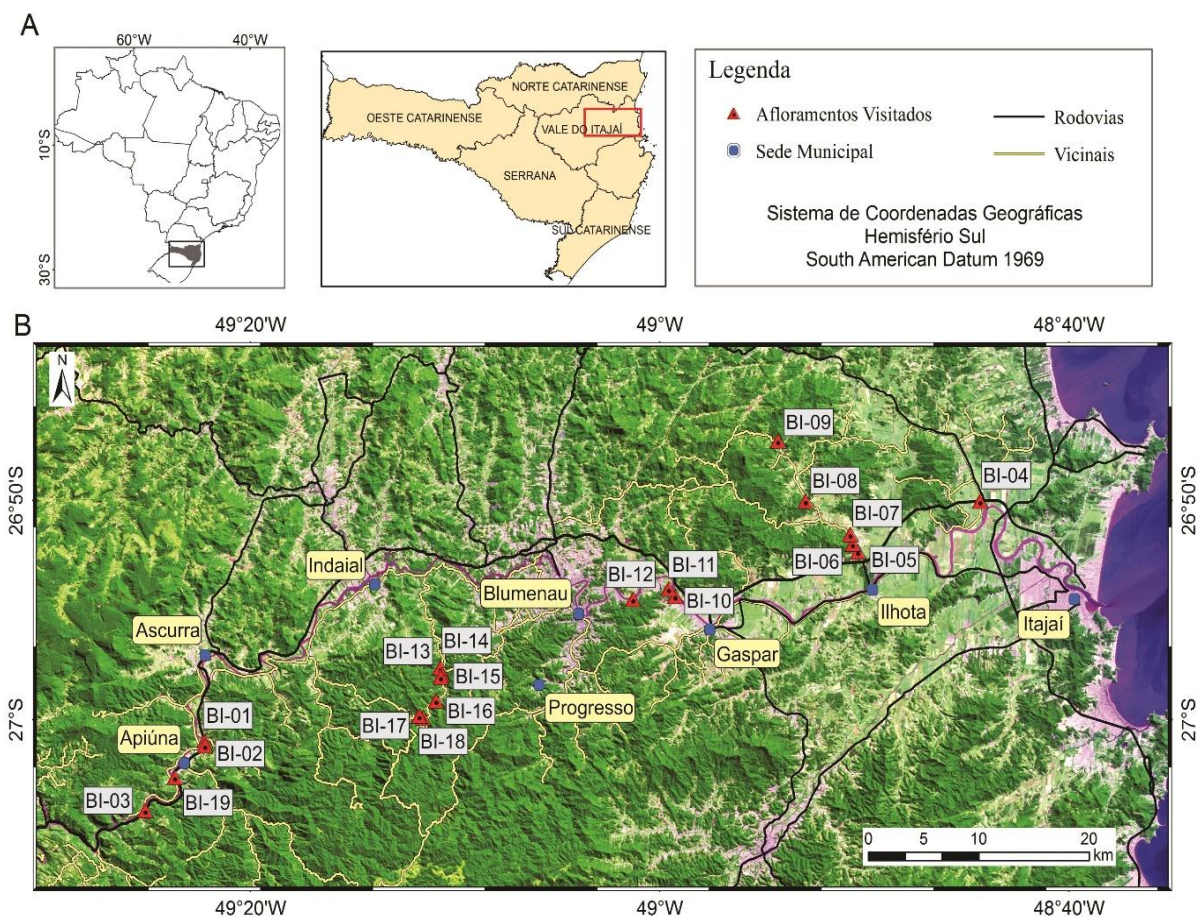 A
60°W
40°W
10°S
30°S
NORTE CATARINENSE
OESTE CATARINENSE
VALE DO ITAJAÍ
SERRANA
SUL CATARINENSE
Legenda
Afloramentos Visitados
Rodovias
Sede Municipal
Vicinais
Sistema de Coordenadas Geográficas
Hemisfério Sul
South American Datum 1969
B
49°20'W
49°W
48°40'W
N
BI-09
BI-08
BI-04
26°50'S
26°50'S
BI-07
BI-06
BI-05
Indaial
BI-12
BI-11
Blumenau
BI-10
Ilhota
Itajaí
Ascurra
Gaspar
BI-14
BI-13
BI-15
BI-16
Progresso
BI-17
BI-18
27°S
27°S
BI-01
Apiúna
BI-02
BI-03
BI-19
0 5 10 20
km
49°20'W
49°W
48°40'W